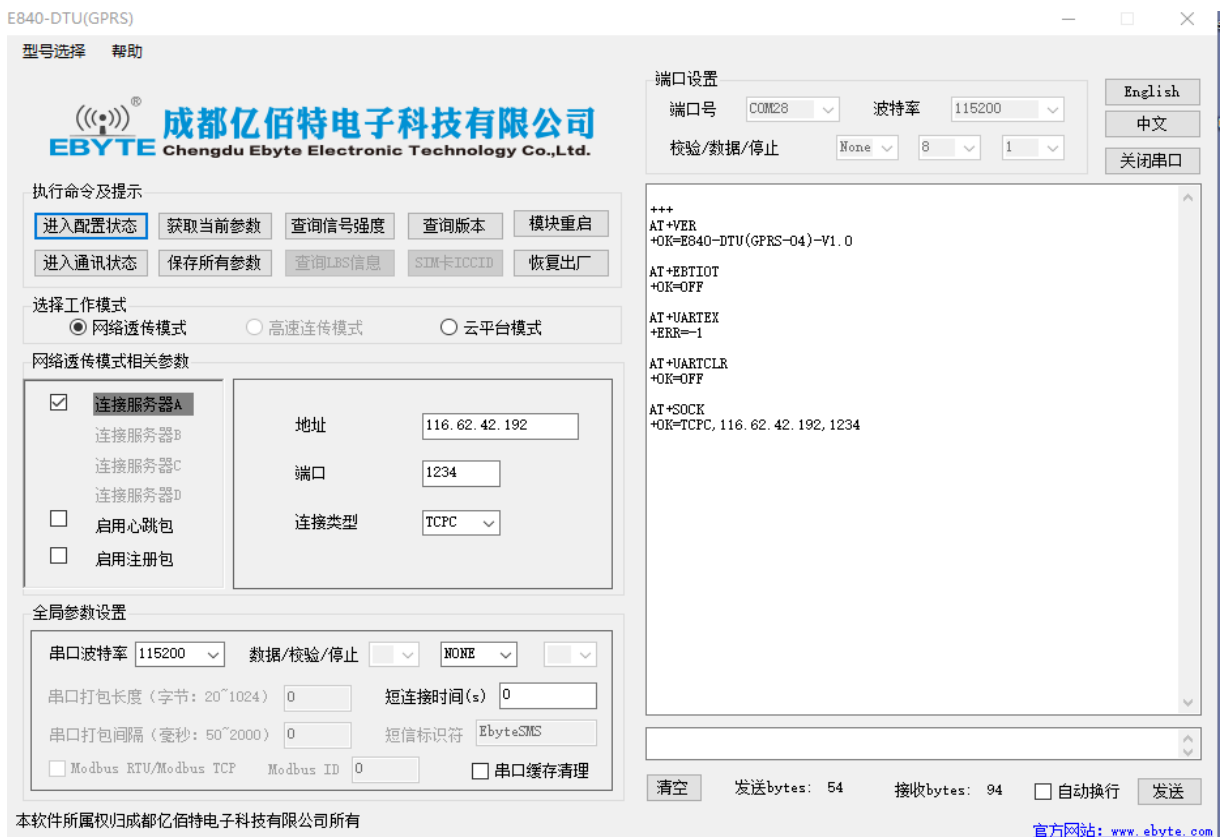 E840-DTU(GPRS)
型号选择 帮助
((·)) ® 成都亿佰特电子科技有限公司
EBYTE Chengdu Ebyte Electronic Technology Co.,Ltd.
端口设置
端口号 COM28 波特率 115200
校验/数据/停止 None 8 1
English
中文
关闭串口
执行命令及提示
进入配置状态 获取当前参数 查询信号强度 查询版本 模块重启
进入通讯状态 保存所有参数 查询LBS信息 SIM卡ICCID 恢复出厂
选择工作模式
网络透传模式 高速连传模式 云平台模式
网络透传模式相关参数
连接服务器A
连接服务器B
连接服务器C
连接服务器D
启用心跳包
启用注册包
地址 116.62.42.192
端口 1234
连接类型 TCPC
全局参数设置
串口波特率 115200 数据/校验/停止 NONE
串口打包长度(字节: 20~1024) 0 短连接时间(s) 0
串口打包间隔(毫秒: 50~2000) 0 短信标识符 EbyteSMS
Modbus RTU/Modbus TCP Modbus ID 0 串口缓存清理
+++
AT+VER
+OK=E840-DTU(GPRS-04)-V1.0
AT+EBTIOT
+OK=OFF
AT+UARTEX
+ERR=-1
AT+UARTCLR
+OK=OFF
AT+SOCK
+OK=TCPC,116.62.42.192,1234
清空 发送bytes: 54 接收bytes: 94 自动换行 发送
本软件所属权归成都亿佰特电子科技有限公司所有
官方网站: www.ebyte.com